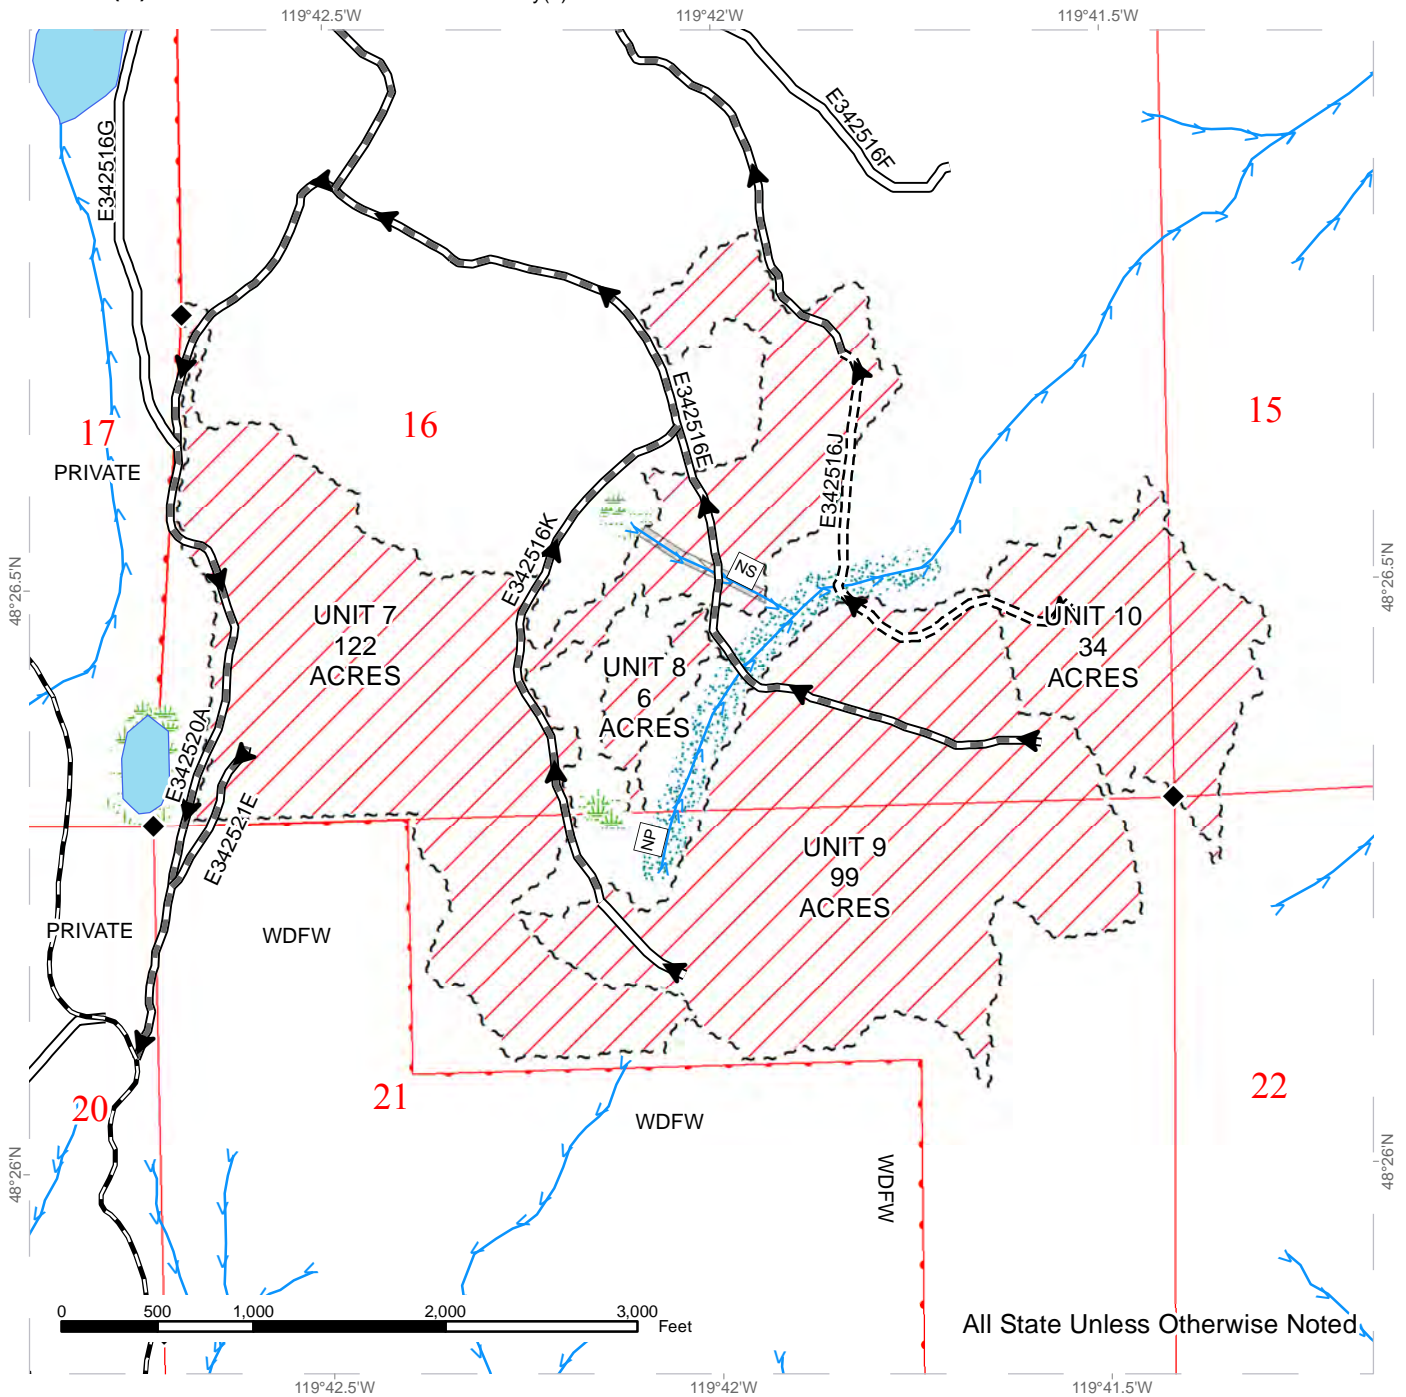 119°42.5'W
119°42'W
119°41.5'W
E342516G
E342516F
17
PRIVATE
16
15
E342516E
E342516J
E342516K
NS
48°26.5'N
48°26.5'N
UNIT 7
122
ACRES
UNIT 8
6
ACRES
UNIT 10
34
ACRES
E342520A
E342521E
NP
UNIT 9
99
ACRES
PRIVATE
WDFW
20
21
22
WDFW
WDFW
48°26'N
48°26'N
0 500 1,000 2,000 3,000
Feet
All State Unless Otherwise Noted
119°42.5'W
119°42'W
119°41.5'W